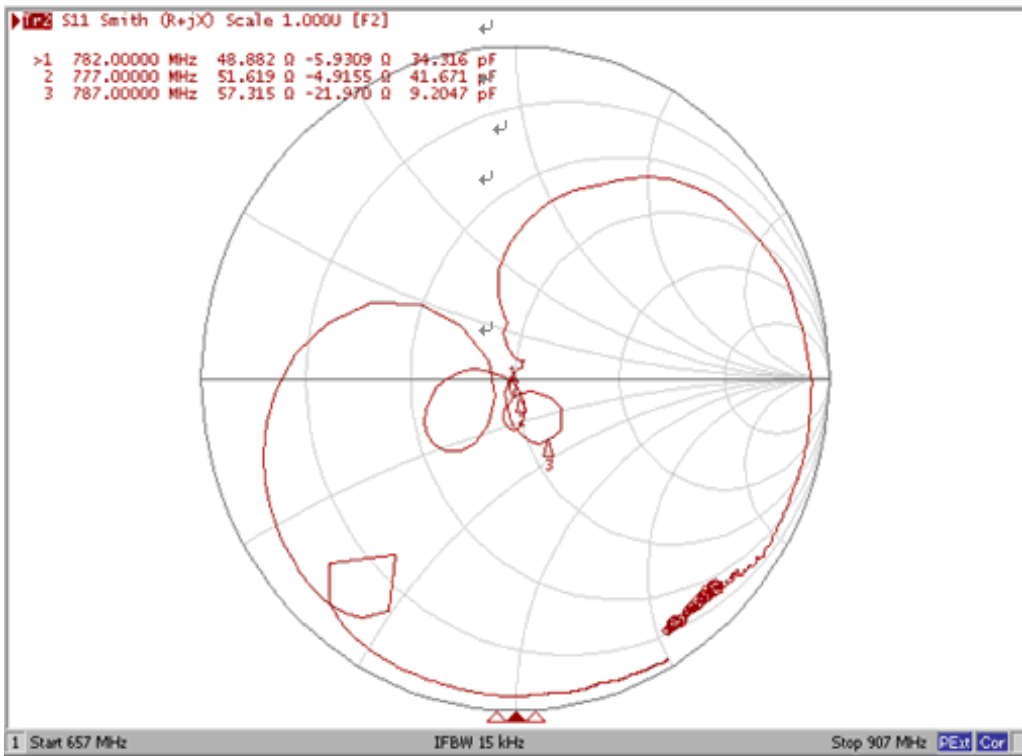 Tr2 S11 Smith (R+jX) Scale 1.000U [F2]
>1 782.00000 MHz 48.882 Ω -5.9309 Ω 34.316 pF
2 777.00000 MHz 51.619 Ω -4.9155 Ω 41.671 pF
3 787.00000 MHz 57.315 Ω -21.970 Ω 9.2047 pF
3
1 Start 657 MHz IFBW 15 kHz Stop 907 MHz PExt Cor